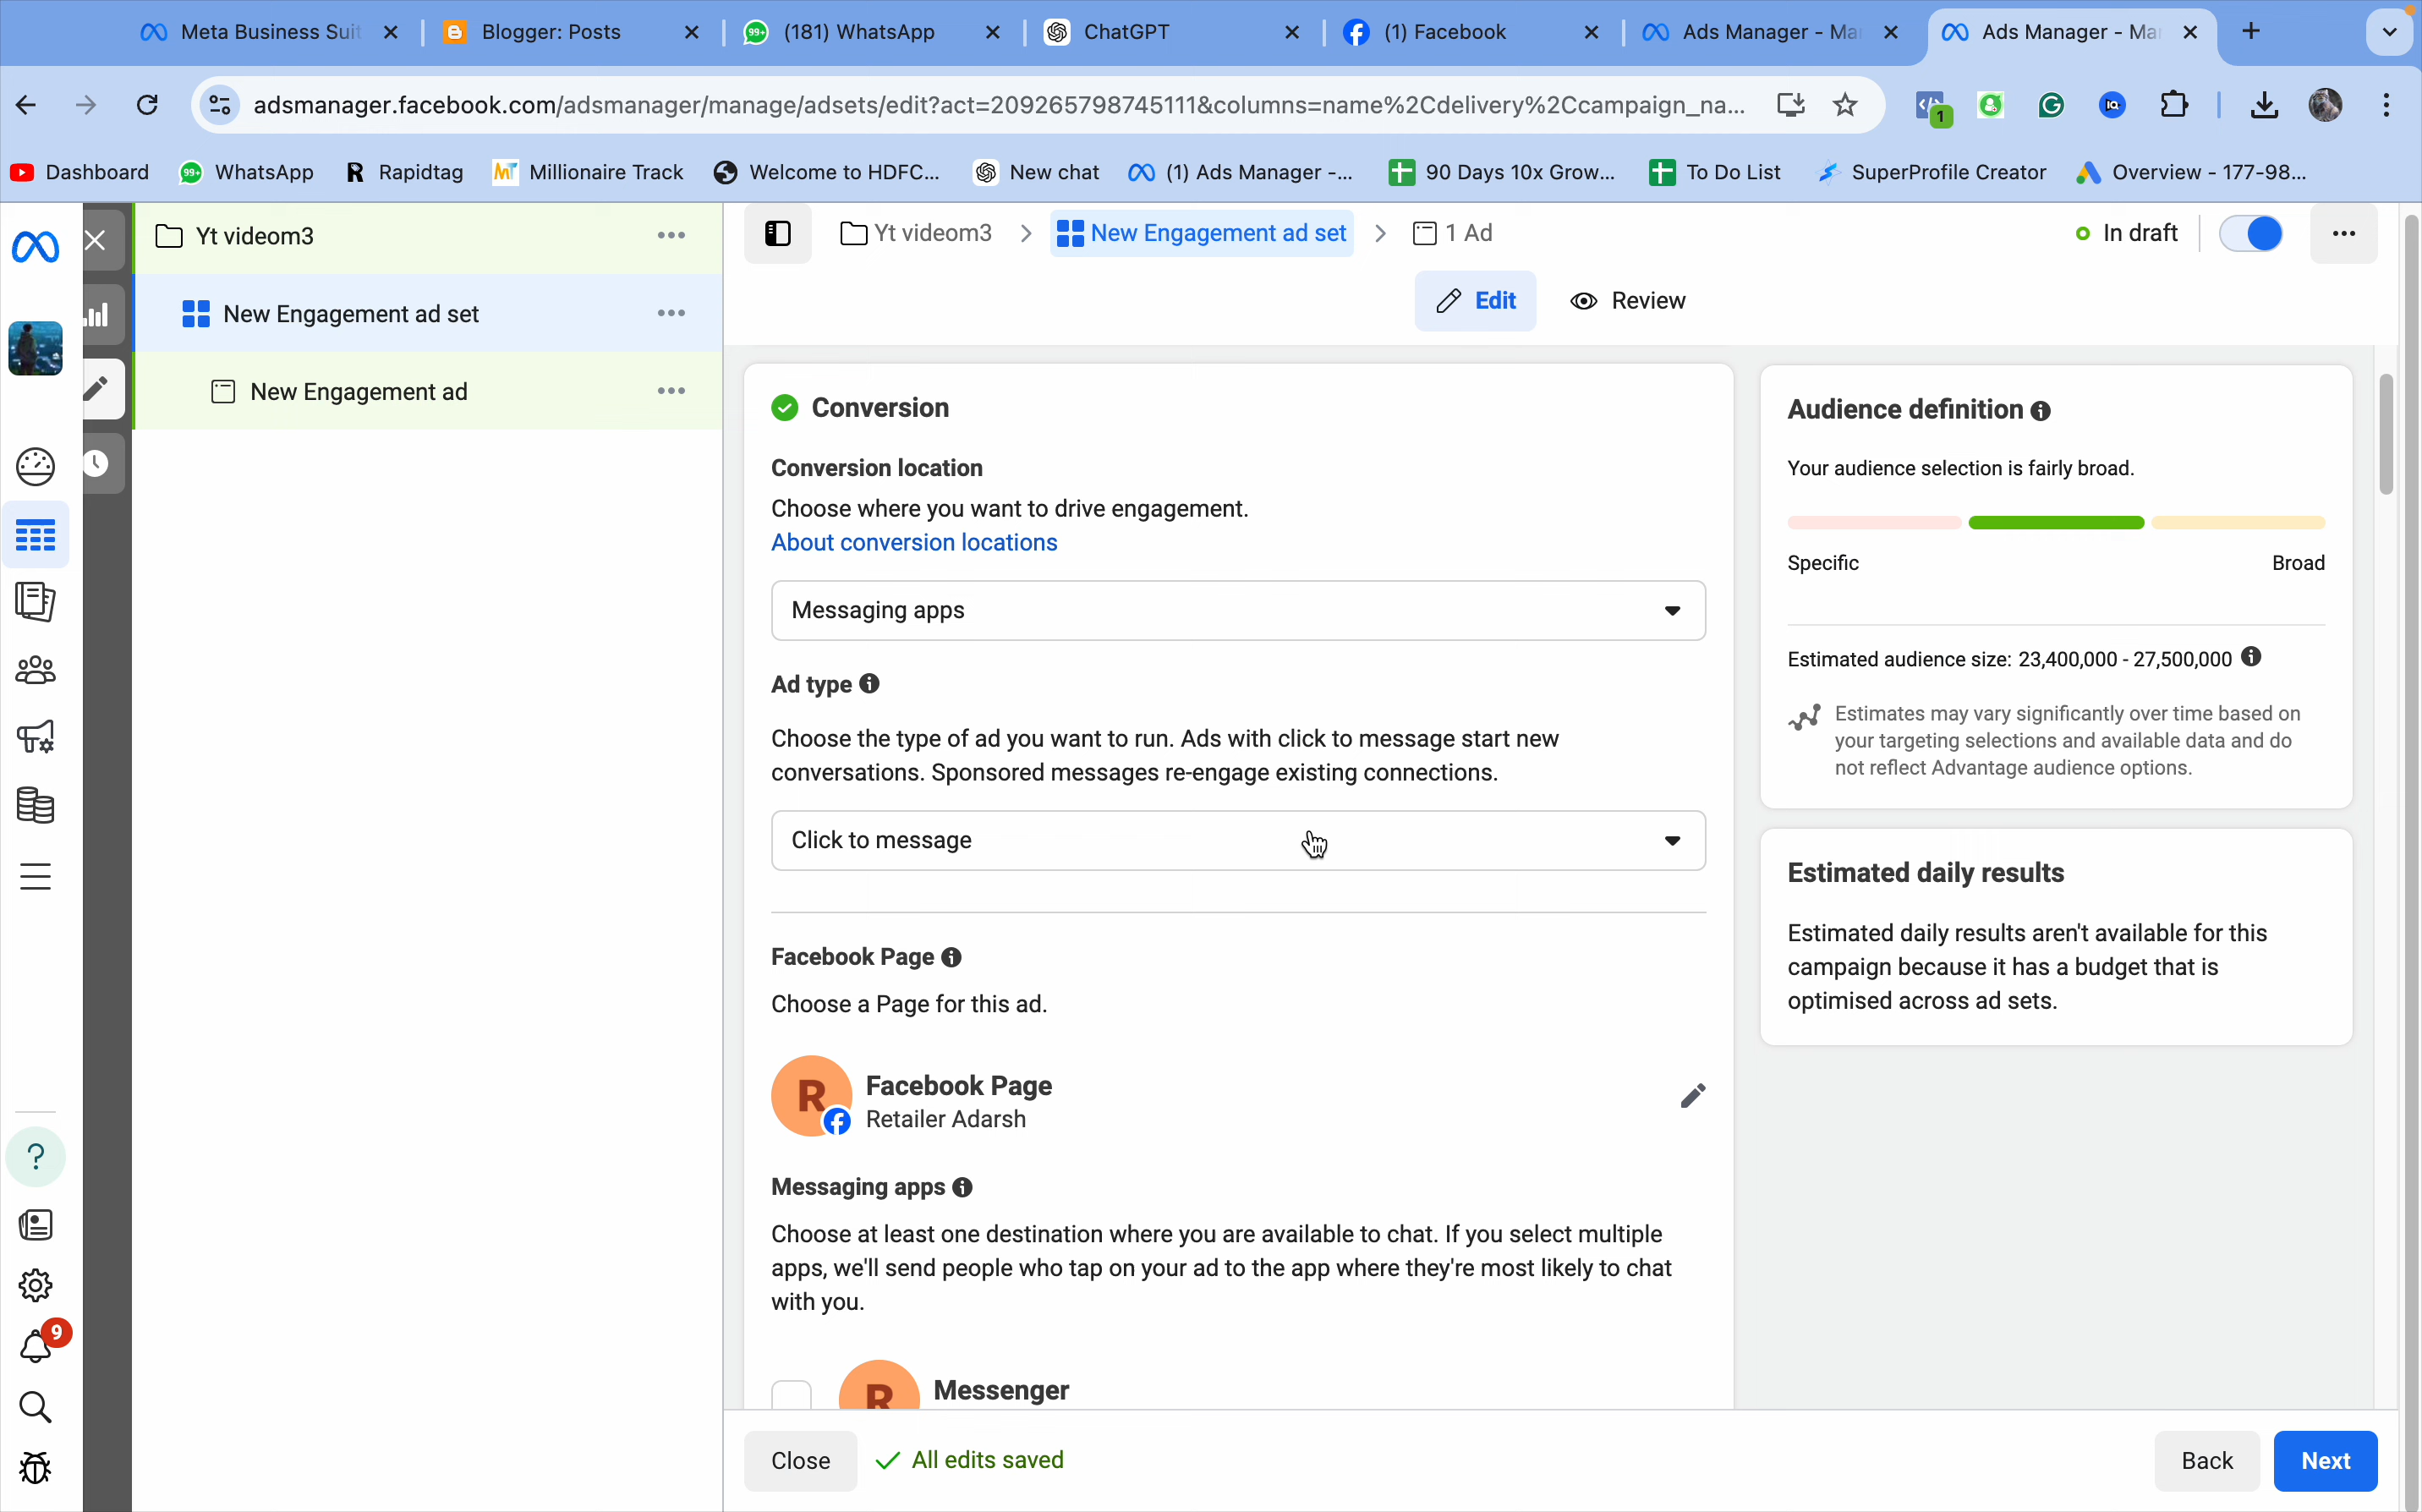 Meta Business Suit
Blogger: Posts
(181) WhatsApp
ChatGPT
(1) Facebook
Ads Manager - Ma
Ads Manager - Ma
adsmanager.facebook.com/adsmanager/manage/adsets/edit?act=209265798745111&columns=name%2Cdelivery%2Ccampaign_na...
1
Dashboard
99+
WhatsApp
R Rapidtag
MT Millionaire Track
Welcome to HDFC...
New chat
(1) Ads Manager -...
90 Days 10x Grow...
To Do List
SuperProfile Creator
Overview - 177-98...
Yt videom3
New Engagement ad set
New Engagement ad
Yt videom3
New Engagement ad set
1 Ad
In draft
Edit
Review
Conversion
Conversion location
Choose where you want to drive engagement.
About conversion locations
Messaging apps
Ad type
Choose the type of ad you want to run. Ads with click to message start new
conversations. Sponsored messages re-engage existing connections.
Click to message
Facebook Page
Choose a Page for this ad.
R
Facebook Page
Retailer Adarsh
Messaging apps
Choose at least one destination where you are available to chat. If you select multiple
apps, we'll send people who tap on your ad to the app where they're most likely to chat
with you.
R
Messenger
Audience definition
Your audience selection is fairly broad.
Specific
Broad
Estimated audience size: 23,400,000 - 27,500,000
Estimates may vary significantly over time based on
your targeting selections and available data and do
not reflect Advantage audience options.
Estimated daily results
Estimated daily results aren't available for this
campaign because it has a budget that is
optimised across ad sets.
?
9
Close
All edits saved
Back
Next